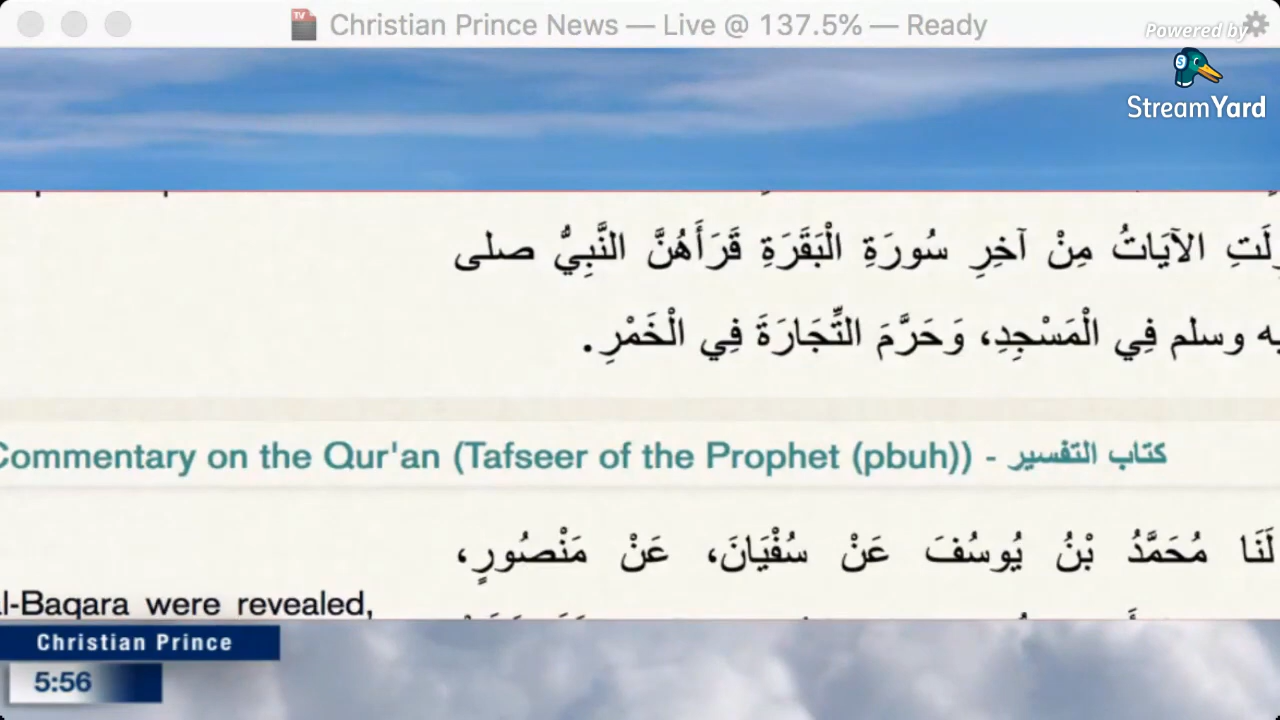 Christian Prince News — Live @ 137.5% — Ready
Powered by
StreamYard
الآيَاتُ مِنْ آخِرِ سُورَةِ الْبَقَرَةِ قَرَأَهُنَّ النَّبِيُّ صلى
وسلم فِي الْمَسْجِدِ، وَحَرَّمَ التِّجَارَةَ فِي الْخَمْرِ‏.‏
Commentary on the Qur'an (Tafseer of the Prophet (pbuh)) - كتاب التفسير
مُحَمَّدُ بْنُ يُوسُفَ عَنْ سُفْيَانَ، عَنْ مَنْصُورٍ،
al-Baqara were revealed,
Christian Prince
5:56